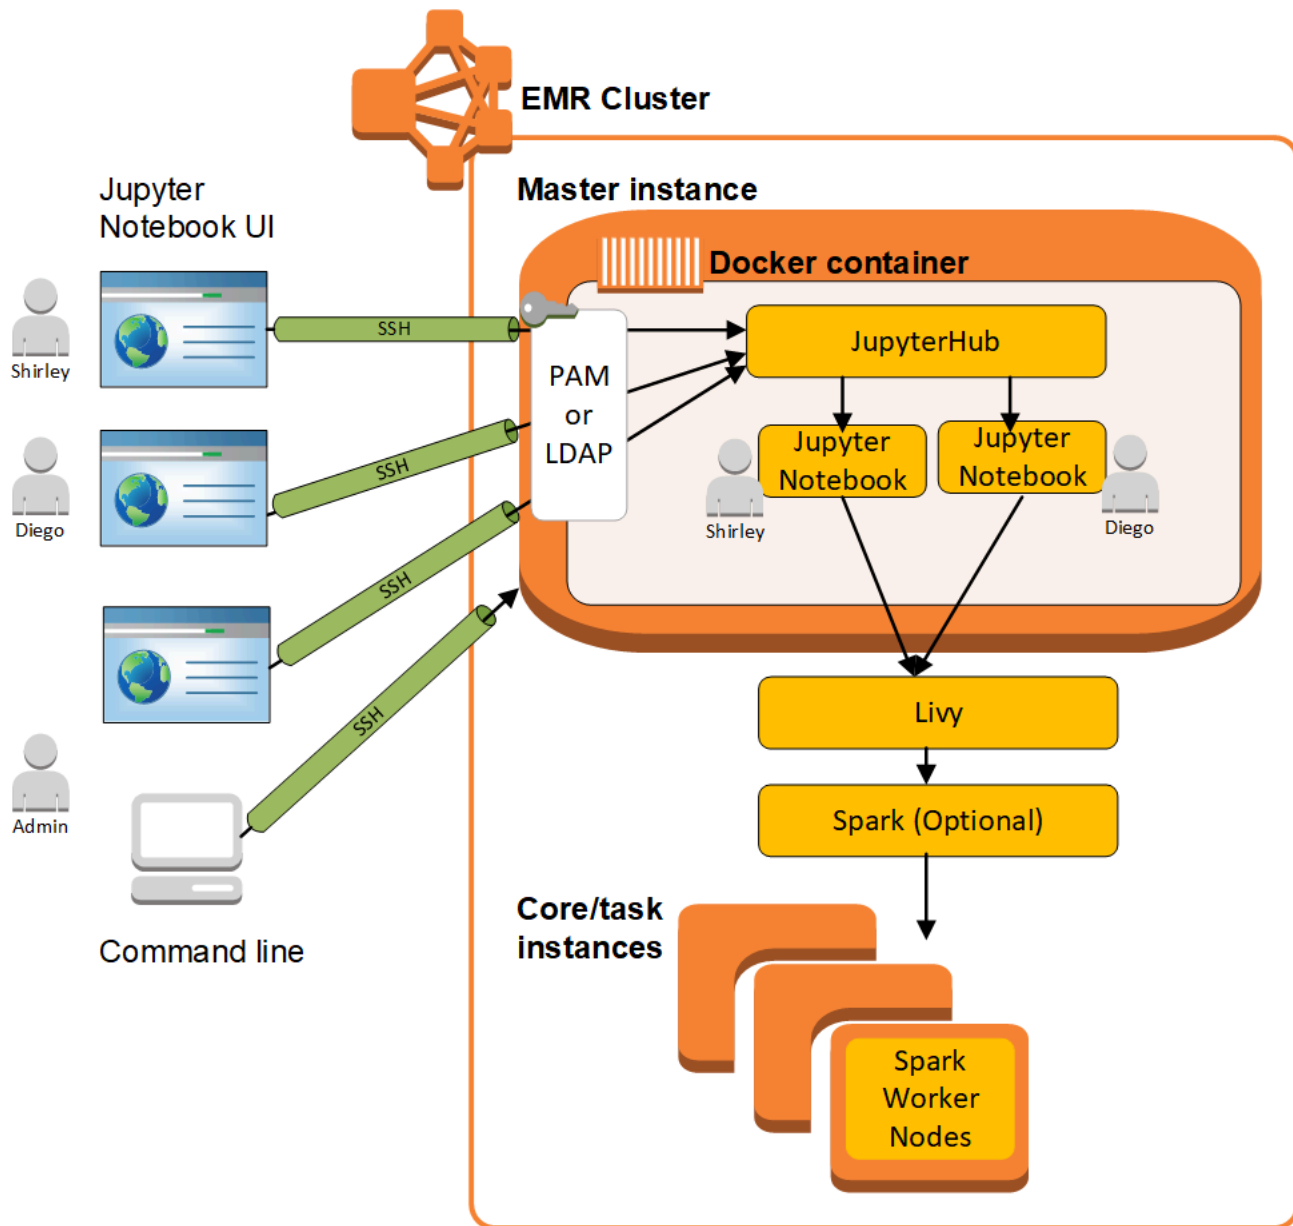 EMR Cluster
Jupyter
Notebook UI
Master instance
Docker container
Shirley
SSH
PAM
or
LDAP
JupyterHub
Jupyter
Notebook
Jupyter
Notebook
Shirley
Diego
Diego
SSH
SSH
SSH
Admin
Command line
Livy
Spark (Optional)
Core/task
instances
Spark
Worker
Nodes